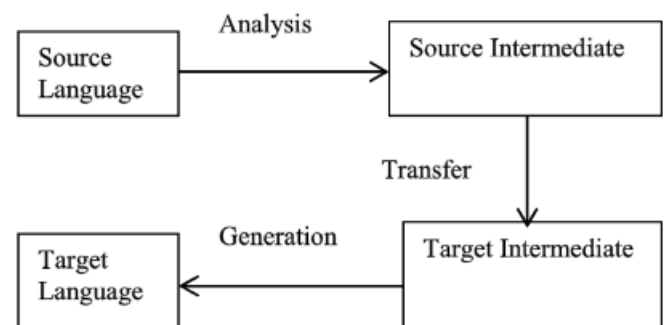 Analysis
Source
Language
Source Intermediate
Transfer
Generation
Target Intermediate
Target
Language